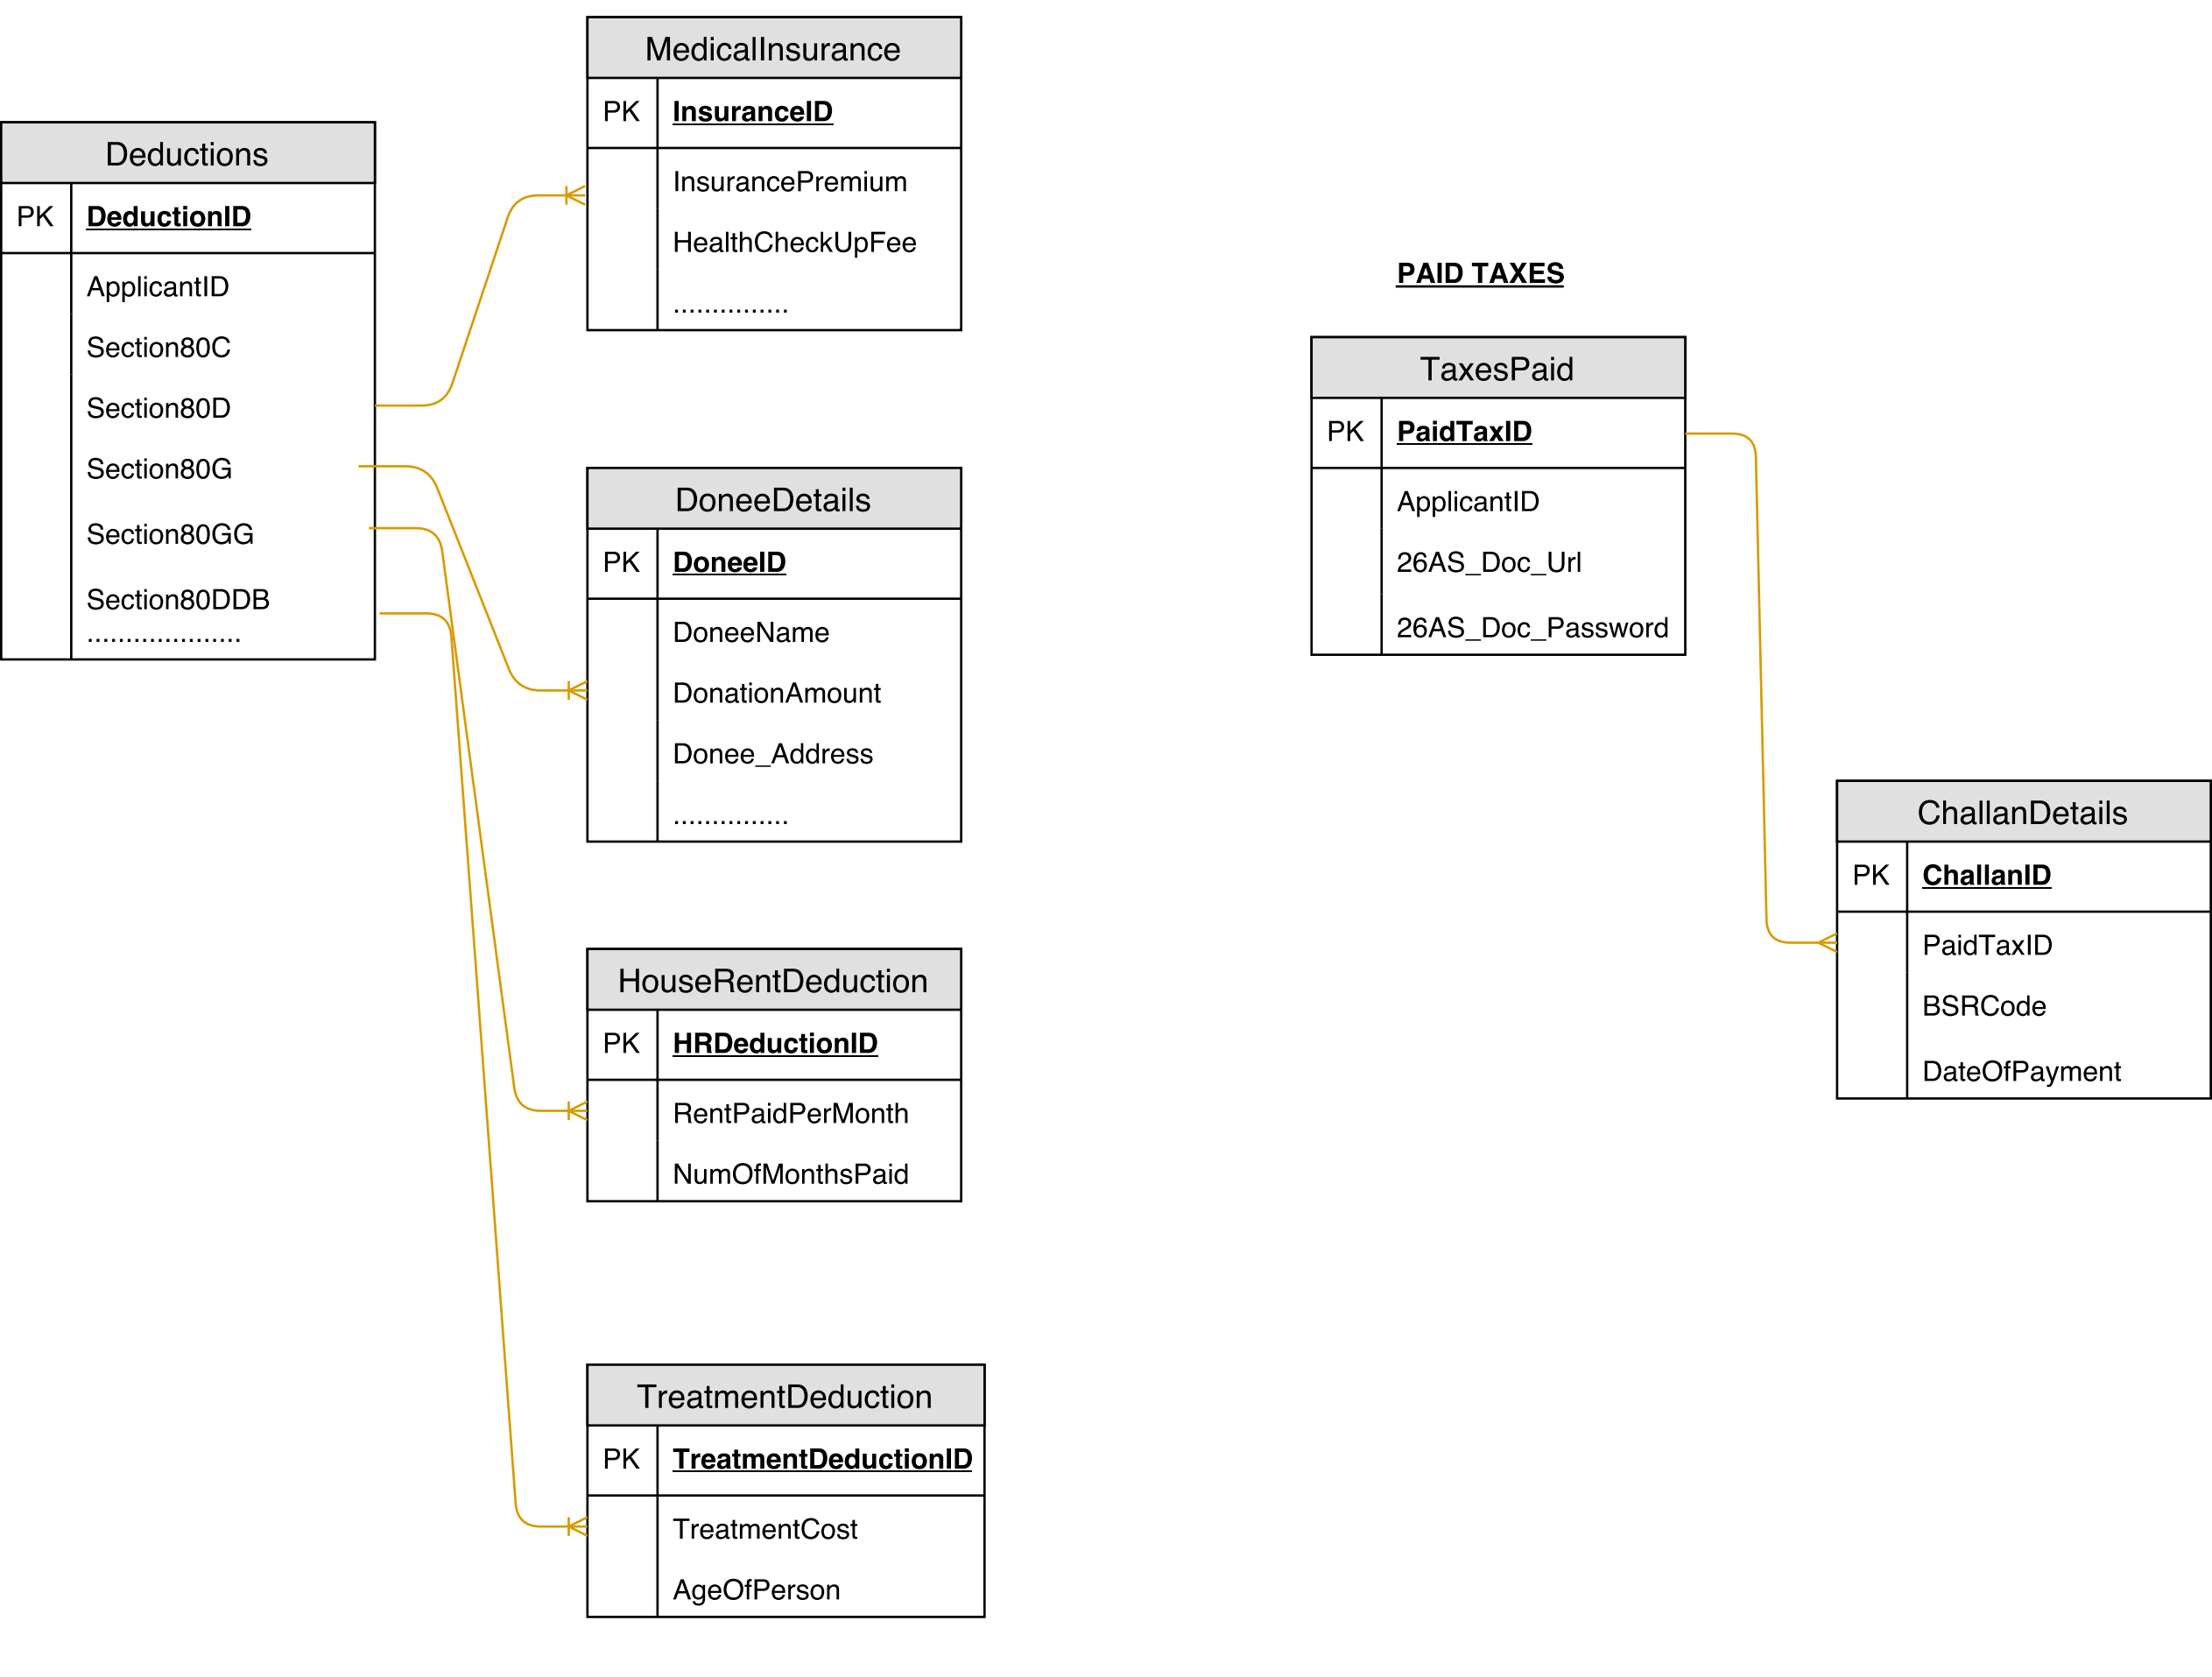 Deductions
PK DeductionID
ApplicantID
Section80C
Section80D
Section80G
Section80GG
Section80DDB
....................
MedicalInsurance
PK InsuranceID
InsurancePremium
HealthCheckUpFee
...............
DoneeDetails
PK DoneeID
DoneeName
DonationAmount
Donee_Address
...............
HouseRentDeduction
PK HRDeductionID
RentPaidPerMonth
NumOfMonthsPaid
TreatmentDeduction
PK TreatmentDeductionID
TreatmentCost
AgeOfPerson
PAID TAXES
TaxesPaid
PK PaidTaxID
ApplicantID
26AS_Doc_Url
26AS_Doc_Password
ChallanDetails
PK ChallanID
PaidTaxID
BSRCode
DateOfPayment